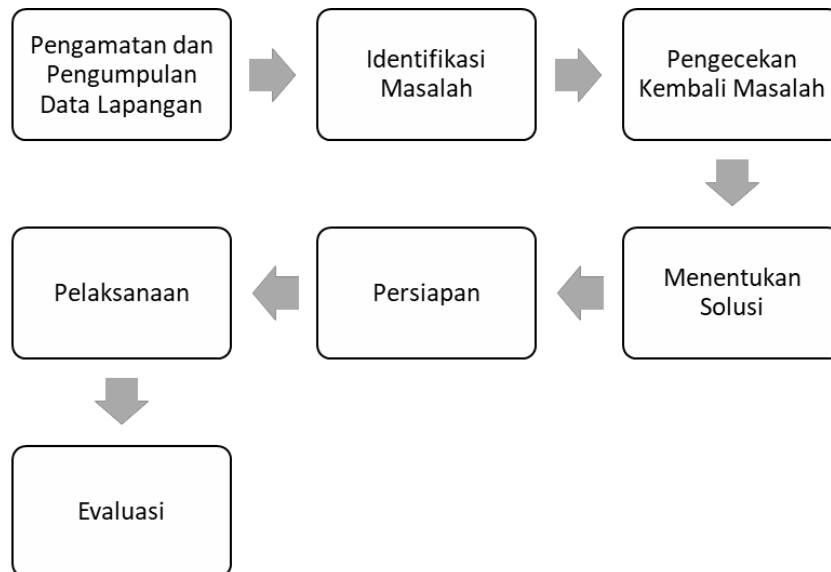 Pengamatan dan
Pengumpulan
Data Lapangan
Identifikasi
Masalah
Pengecekan
Kembali Masalah
Menentukan
Solusi
Persiapan
Pelaksanaan
Evaluasi